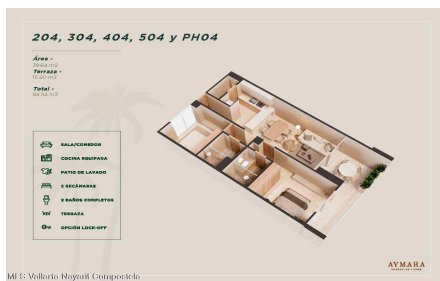 204, 304, 404, 504 y PH04
Área -
Terraza -
Total -
SALA/COMEDOR
COCINA EQUIPADA
PATIO DE LAVADO
2 RECÁMARAS
2 BAÑOS COMPLETOS
TERRAZA
OPCIÓN LOCK-OFF
AYMARA
MLS Vallarta Nayarit Compostela